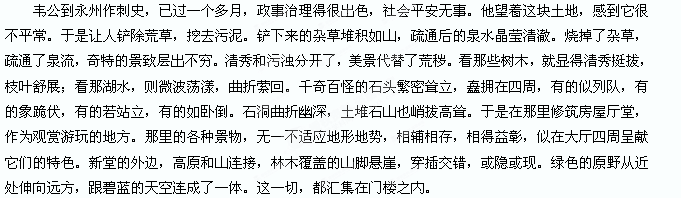 韦公到永州作刺史，已过一个多月，政事治理得很出色，社会平安无事。他望着这块土地，感到它很
不平常。于是让人铲除荒草，挖去污泥。铲下来的杂草堆积如山，疏通后的泉水晶莹清澈。烧掉了杂草，
疏通了泉流，奇特的景致层出不穷。清秀和污浊分开了，美景代替了荒秽。看那些树木，就显得清秀挺拔，
枝叶舒展；看那湖水，则微波荡漾，曲折萦回。千奇百怪的石头繁密耸立，鑫拥在四周，有的似列队，有
的象跪伏，有的若站立，有的如卧倒。石洞曲折幽深，土堆石山也峭拔高耸。于是在那里修筑房屋厅堂，
作为观赏游玩的地方。那里的各种景物，无一不适应地形地势，相辅相存，相得益彰，似在大厅四周呈献
它们的特色。新堂的外边，高原和山连接，林木覆盖的山脚悬崖，穿插交错，或隐或现。绿色的原野从近
处伸向远方，跟碧蓝的天空连成了一体。这一切，都汇集在门楼之内。